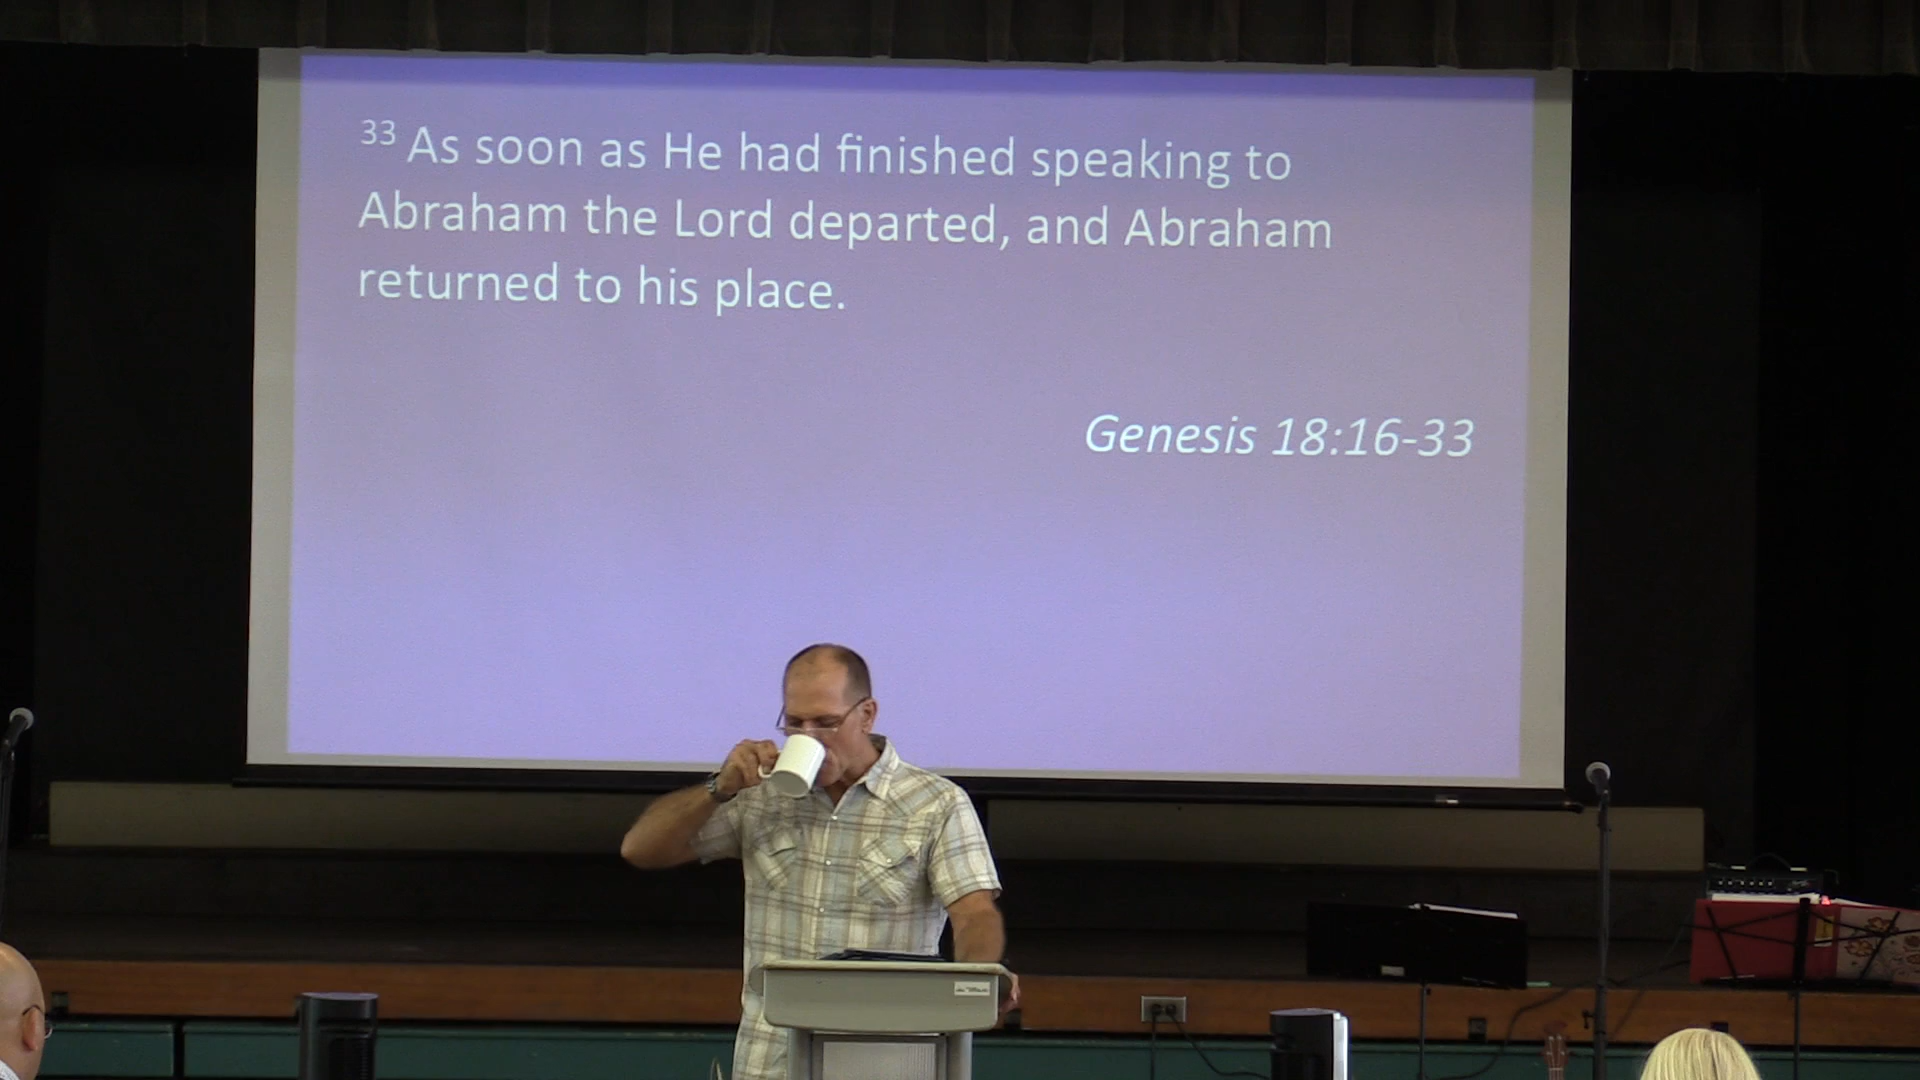 33 As soon as He had finished speaking to
Abraham the Lord departed, and Abraham
returned to his place.
Genesis 18:16-33